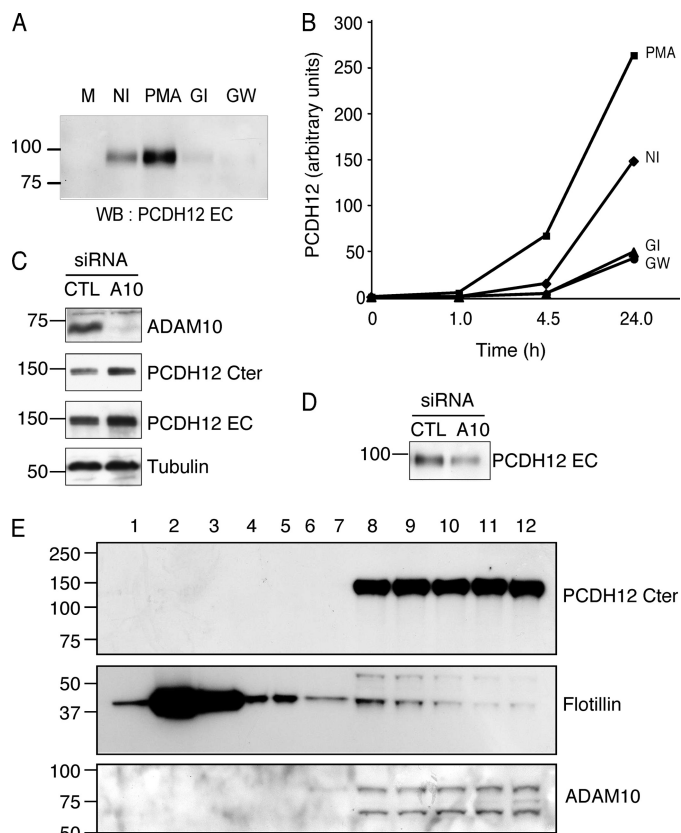 A
M NI PMA GI GW
100
75
WB : PCDH12 EC
B
PCDH12 (arbitrary units)
300
250
200
150
100
50
0
0 1.0 4.5 24.0
Time (h)
PMA
NI
GI
GW
C
siRNA
CTL A10
75
ADAM10
150
PCDH12 Cter
150
PCDH12 EC
50
Tubulin
D
siRNA
CTL A10
100
PCDH12 EC
E
1 2 3 4 5 6 7 8 9 10 11 12
250
150
100
75
PCDH12 Cter
50
37
Flotillin
100
75
50
ADAM10